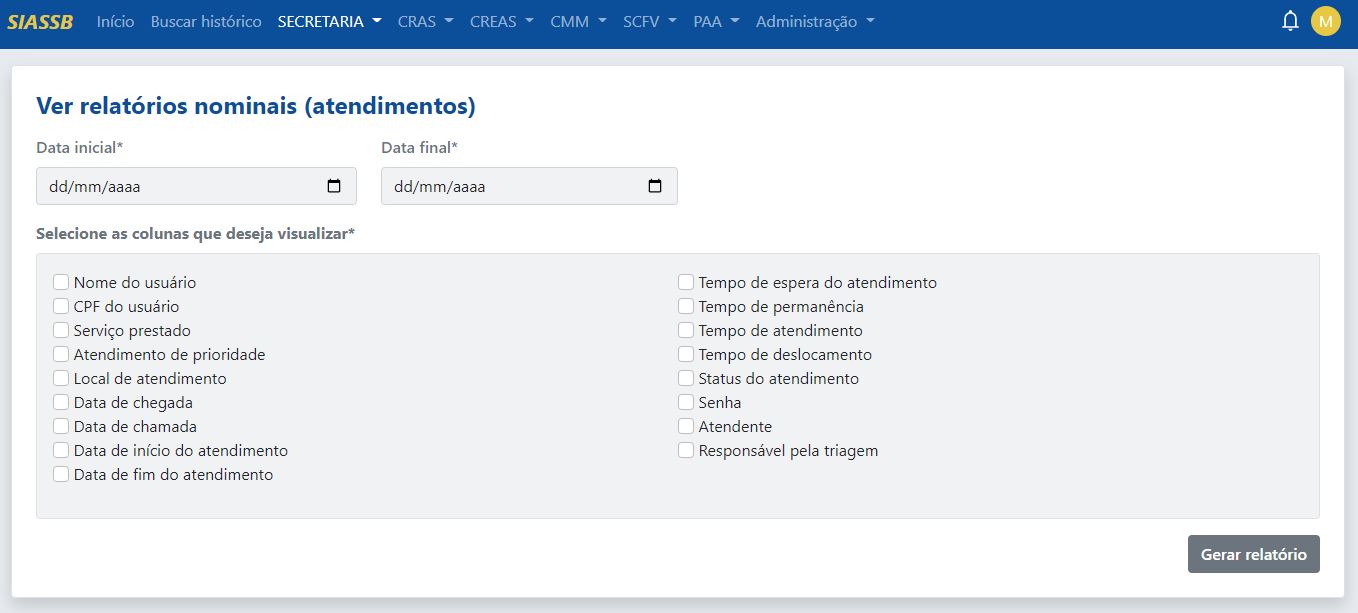 SIASSB Início Buscar histórico SECRETARIA CRAS CREAS CMM SCFV PAA Administração M
Ver relatórios nominais (atendimentos)
Data inicial* Data final*
dd/mm/aaaa dd/mm/aaaa
Selecione as colunas que deseja visualizar*
Nome do usuário
CPF do usuário
Serviço prestado
Atendimento de prioridade
Local de atendimento
Data de chegada
Data de chamada
Data de início do atendimento
Data de fim do atendimento
Tempo de espera do atendimento
Tempo de permanência
Tempo de atendimento
Tempo de deslocamento
Status do atendimento
Senha
Atendente
Responsável pela triagem
Gerar relatório